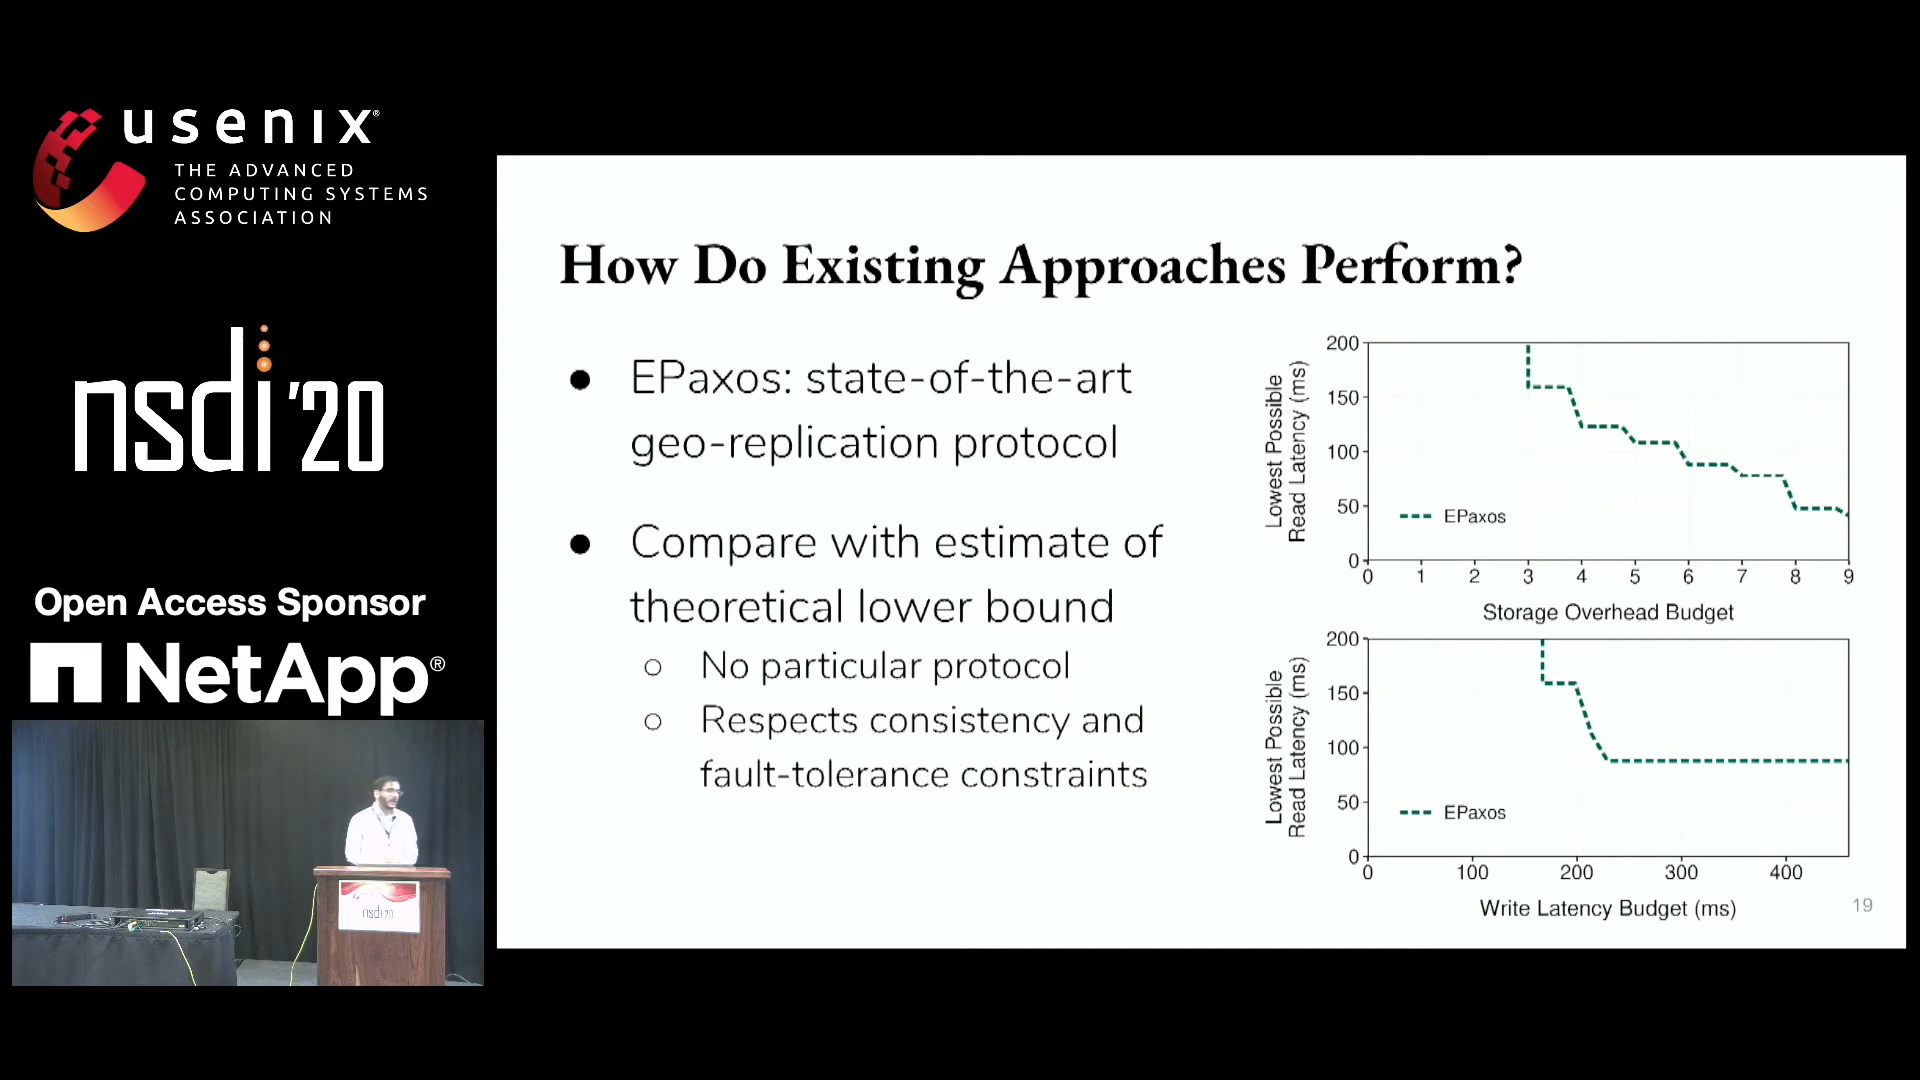 usenix®
THE ADVANCED
COMPUTING SYSTEMS
ASSOCIATION
nsdi '20
Open Access Sponsor
NetApp®
nsdi 20
How Do Existing Approaches Perform?
● EPaxos: state-of-the-art
geo-replication protocol
● Compare with estimate of
theoretical lower bound
○ No particular protocol
○ Respects consistency and
fault-tolerance constraints
Lowest Possible
Read Latency (ms)
200
150
100
50
0
EPaxos
0 1 2 3 4 5 6 7 8 9
Storage Overhead Budget
Lowest Possible
Read Latency (ms)
200
150
100
50
0
EPaxos
0 100 200 300 400
Write Latency Budget (ms)
19